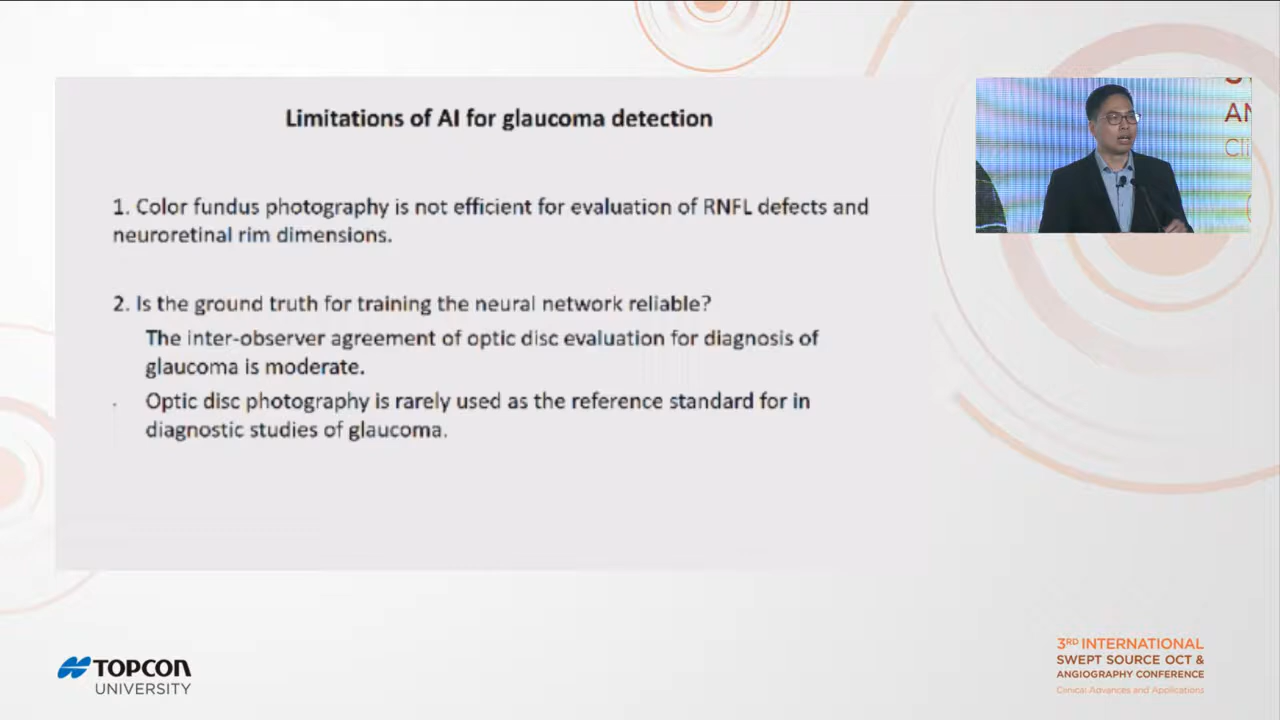 Limitations of AI for glaucoma detection
1. Color fundus photography is not efficient for evaluation of RNFL defects and
neuroretinal rim dimensions.
2. Is the ground truth for training the neural network reliable?
The inter-observer agreement of optic disc evaluation for diagnosis of
glaucoma is moderate.
Optic disc photography is rarely used as the reference standard for in
diagnostic studies of glaucoma.
AN
Cli
TOPCON
UNIVERSITY
3RD INTERNATIONAL
SWEPT SOURCE OCT &
ANGIOGRAPHY CONFERENCE
Clinical Advances and Applications